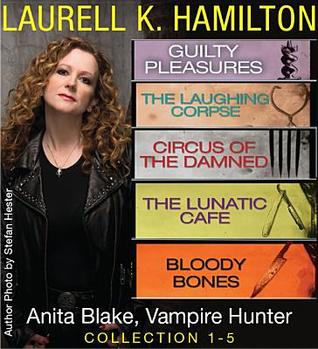 LAURELL K. HAMILTON
GUILTY
PLEASURES
THE LAUGHING
CORPSE
CIRCUS OF
THE DAMNED
THE LUNATIC
CAFE
BLOODY
BONES
Author Photo by Stefan Hester
Anita Blake, Vampire Hunter
COLLECTION 1-5